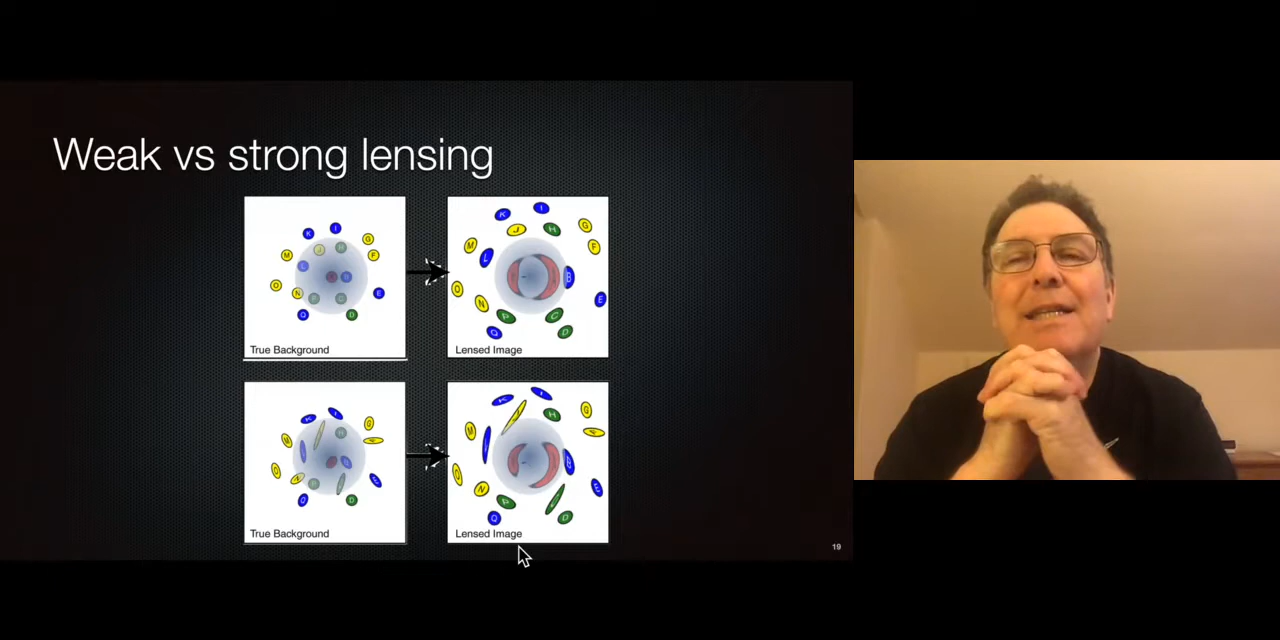 Weak vs strong lensing
K I
G
J H
M F
L
O N
P
E
Q D
True Background
K I
J H G
M F
L
B
O N E
P C
Q D
Lensed Image
K I
G
H
M
O N
P
E
Q D
True Background
K I
J H G
M
N E
P
Q D
Lensed Image
19